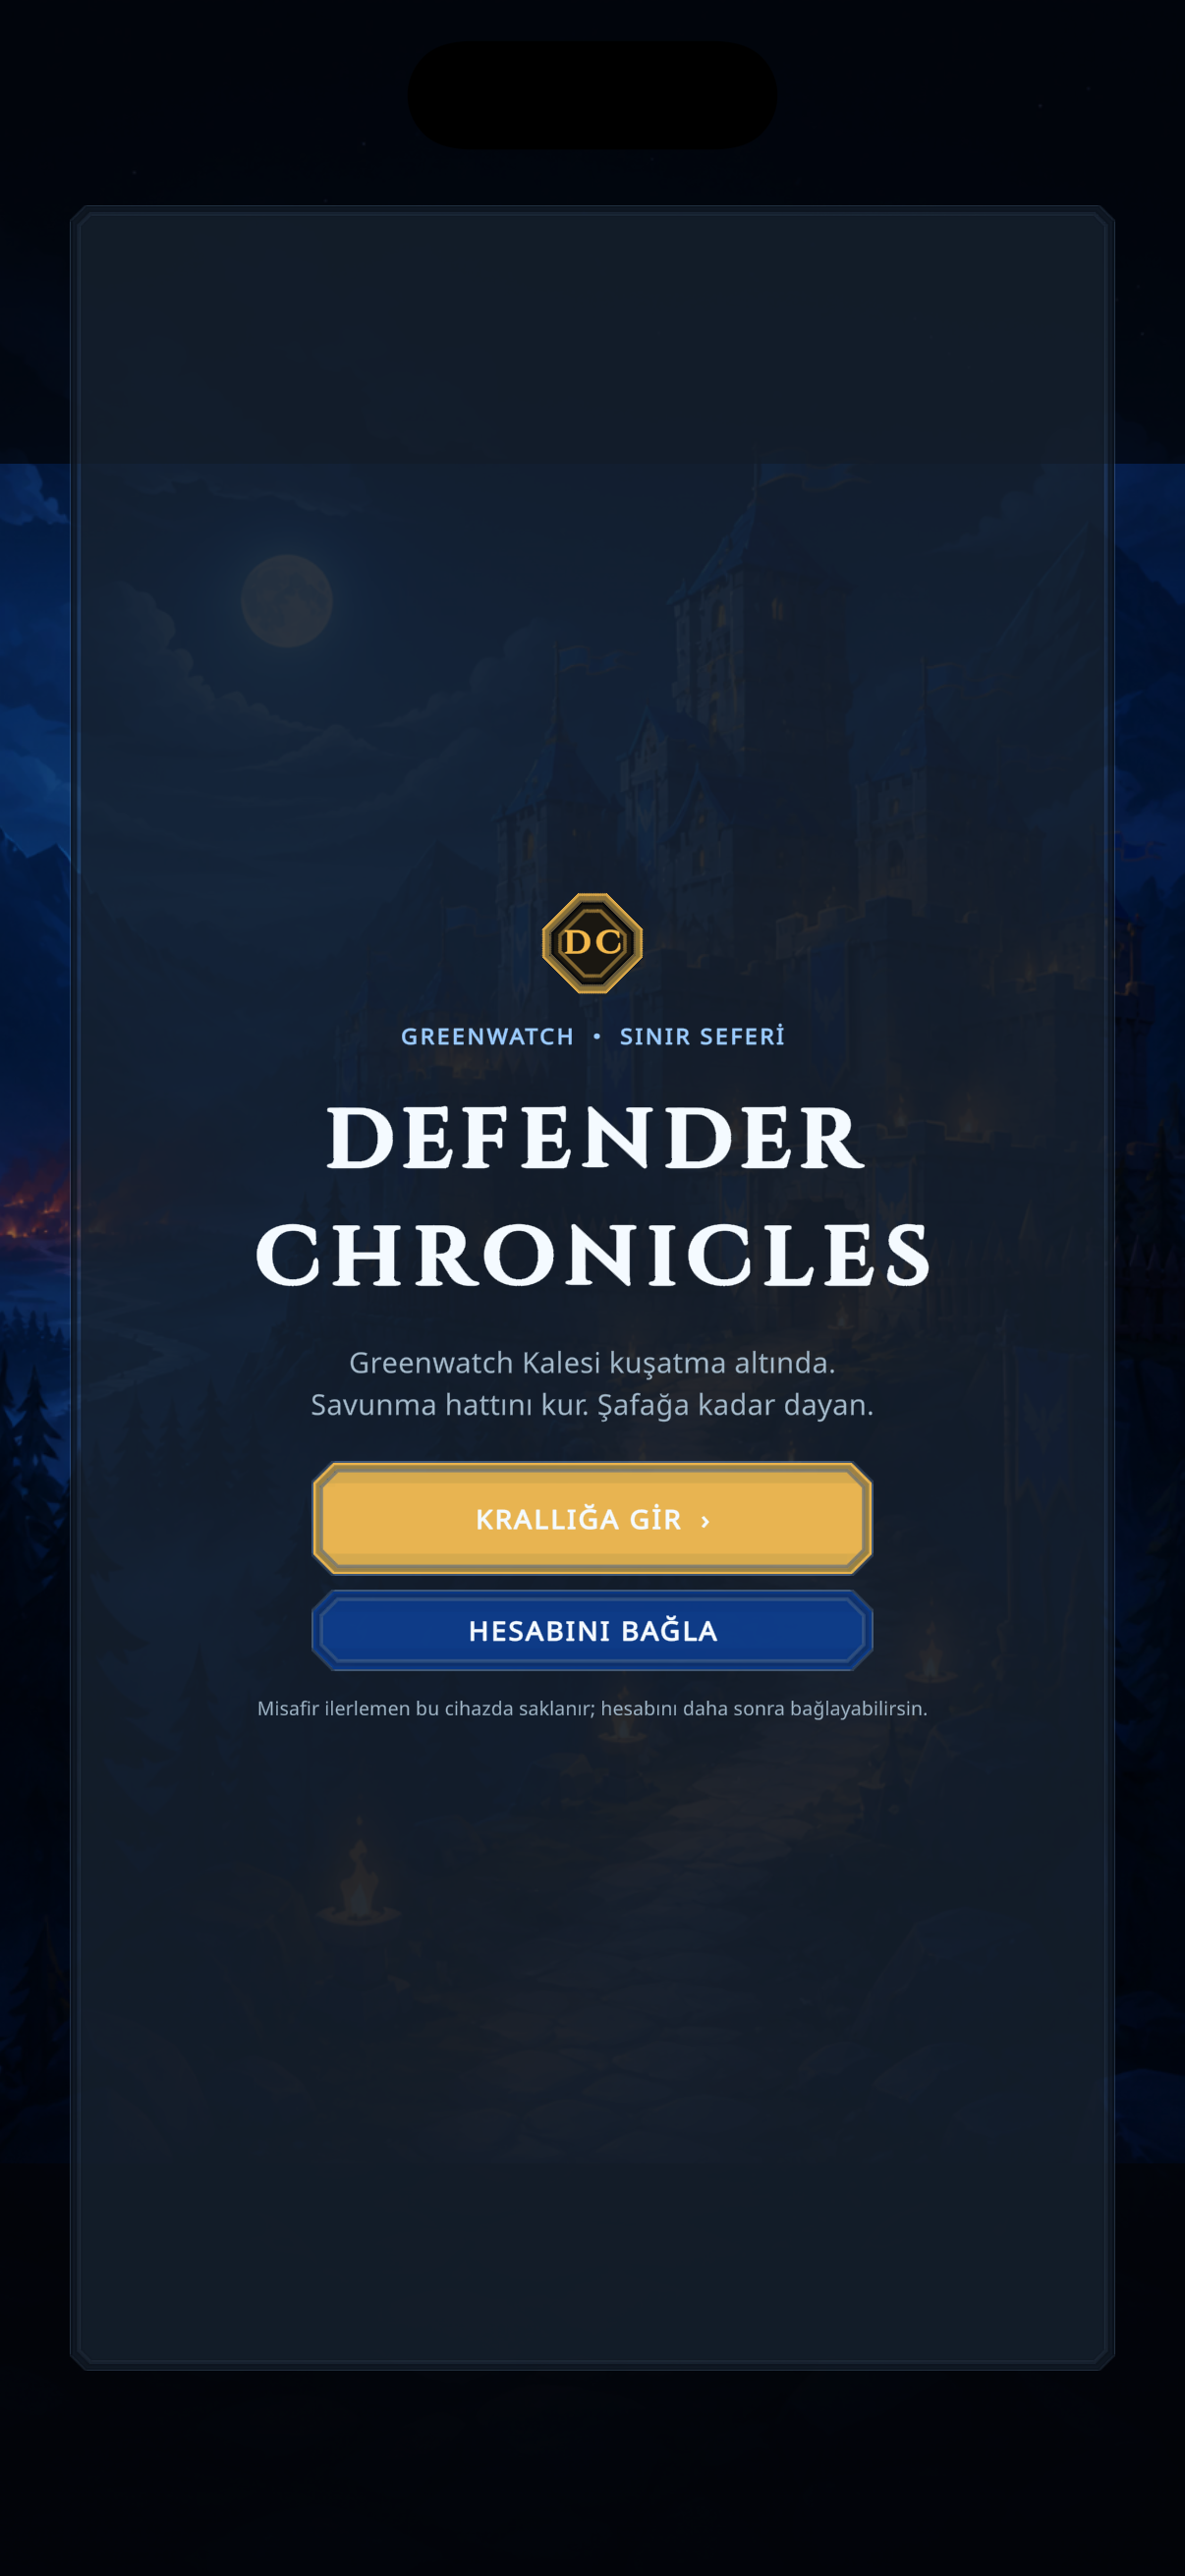 DC
GREENWATCH • SINIR SEFERİ
DEFENDER
CHRONICLES
Greenwatch Kalesi kuşatma altında.
Savunma hattını kur. Şafağa kadar dayan.
KRALLIĞA GİR ›
HESABINI BAĞLA
Misafir ilerlemen bu cihazda saklanır; hesabını daha sonra bağlayabilirsin.